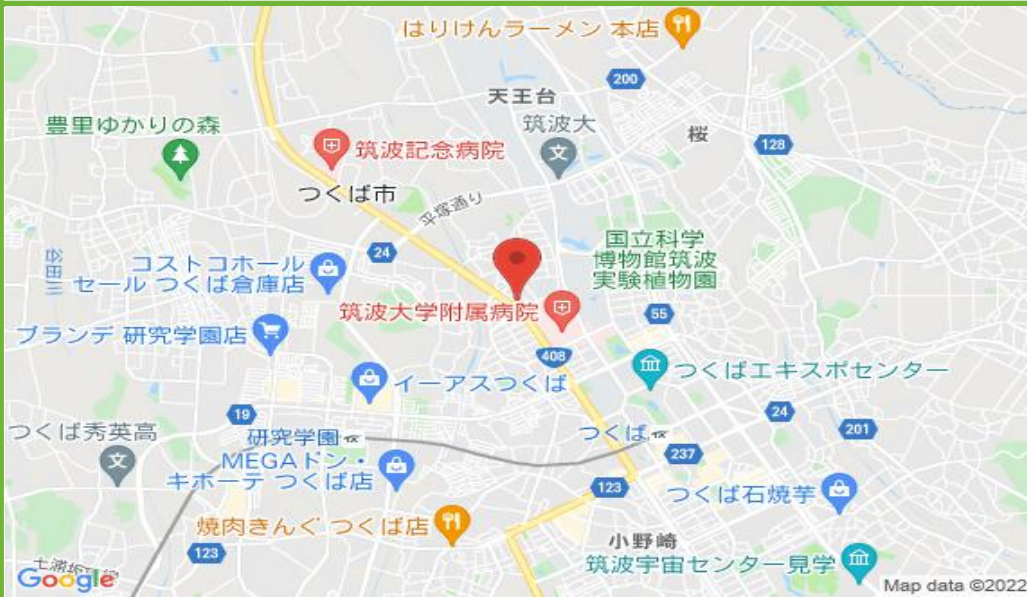 はりけんラーメン 本店
200
天王台
筑波大
豊里ゆかりの森
桜
128
筑波記念病院
つくば市
平塚通り
国立科学
博物館筑波
実験植物園
谷田川
24
コストコホール
セール つくば倉庫店
筑波大学附属病院
55
ブランデ 研究学園店
408
イーアスつくば
つくばエキスポセンター
19
24
201
つくば秀英高
研究学園
つくば
237
MEGAドン・
キホーテ つくば店
123
つくば石焼芋
焼肉きんぐ つくば店
小野崎
123
筑波宇宙センター見学
Google
Map data ©2022